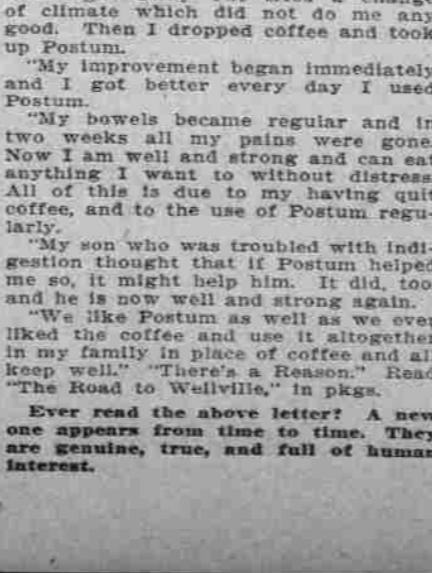 of climate which did not do me any
good. Then I dropped coffee and took
up Postum.
"My improvement began immediately
and I got better every day I used
Postum.
"My bowels became regular and in
two weeks all my pains were gone.
Now I am well and strong and can eat
anything I want to without distress.
All of this is due to my having quit
coffee, and to the use of Postum regu-
larly.
"My son who was troubled with indi-
gestion thought that if Postum helped
me so, it might help him. It did, too,
and he is now well and strong again.
"We like Postum as well as we ever
liked the coffee and use it altogether
in my family in place of coffee and all
keep well." "There's a Reason." Read
"The Road to Wellville," in pkgs.
Ever read the above letter? A new
one appears from time to time. They
are genuine, true, and full of human
interest.